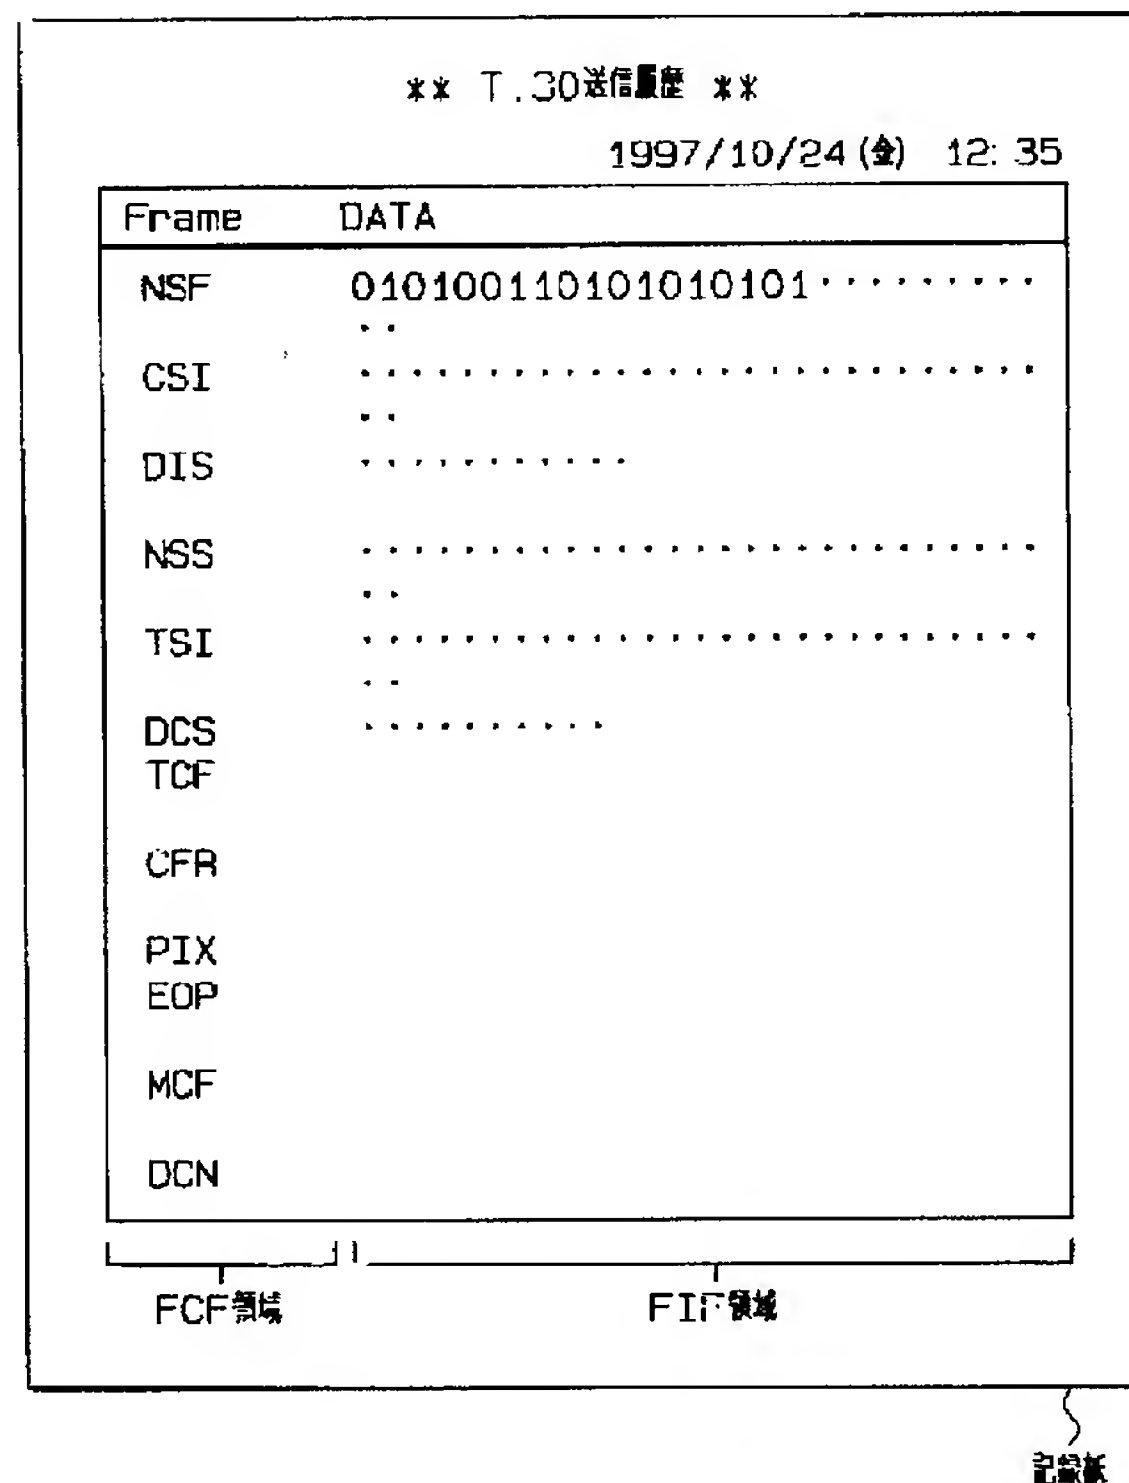 ** T.30送信履歴 **
1997/10/24(金) 12:35
Frame DATA
NSF 0101001101010101010101·········
··
CSI ···························
··
DIS ···········
NSS ···························
··
TSI ···························
··
DCS ··········
TCF
CFR
PIX
EOP
MCF
DCN
FCF領域 FIF領域
記録紙